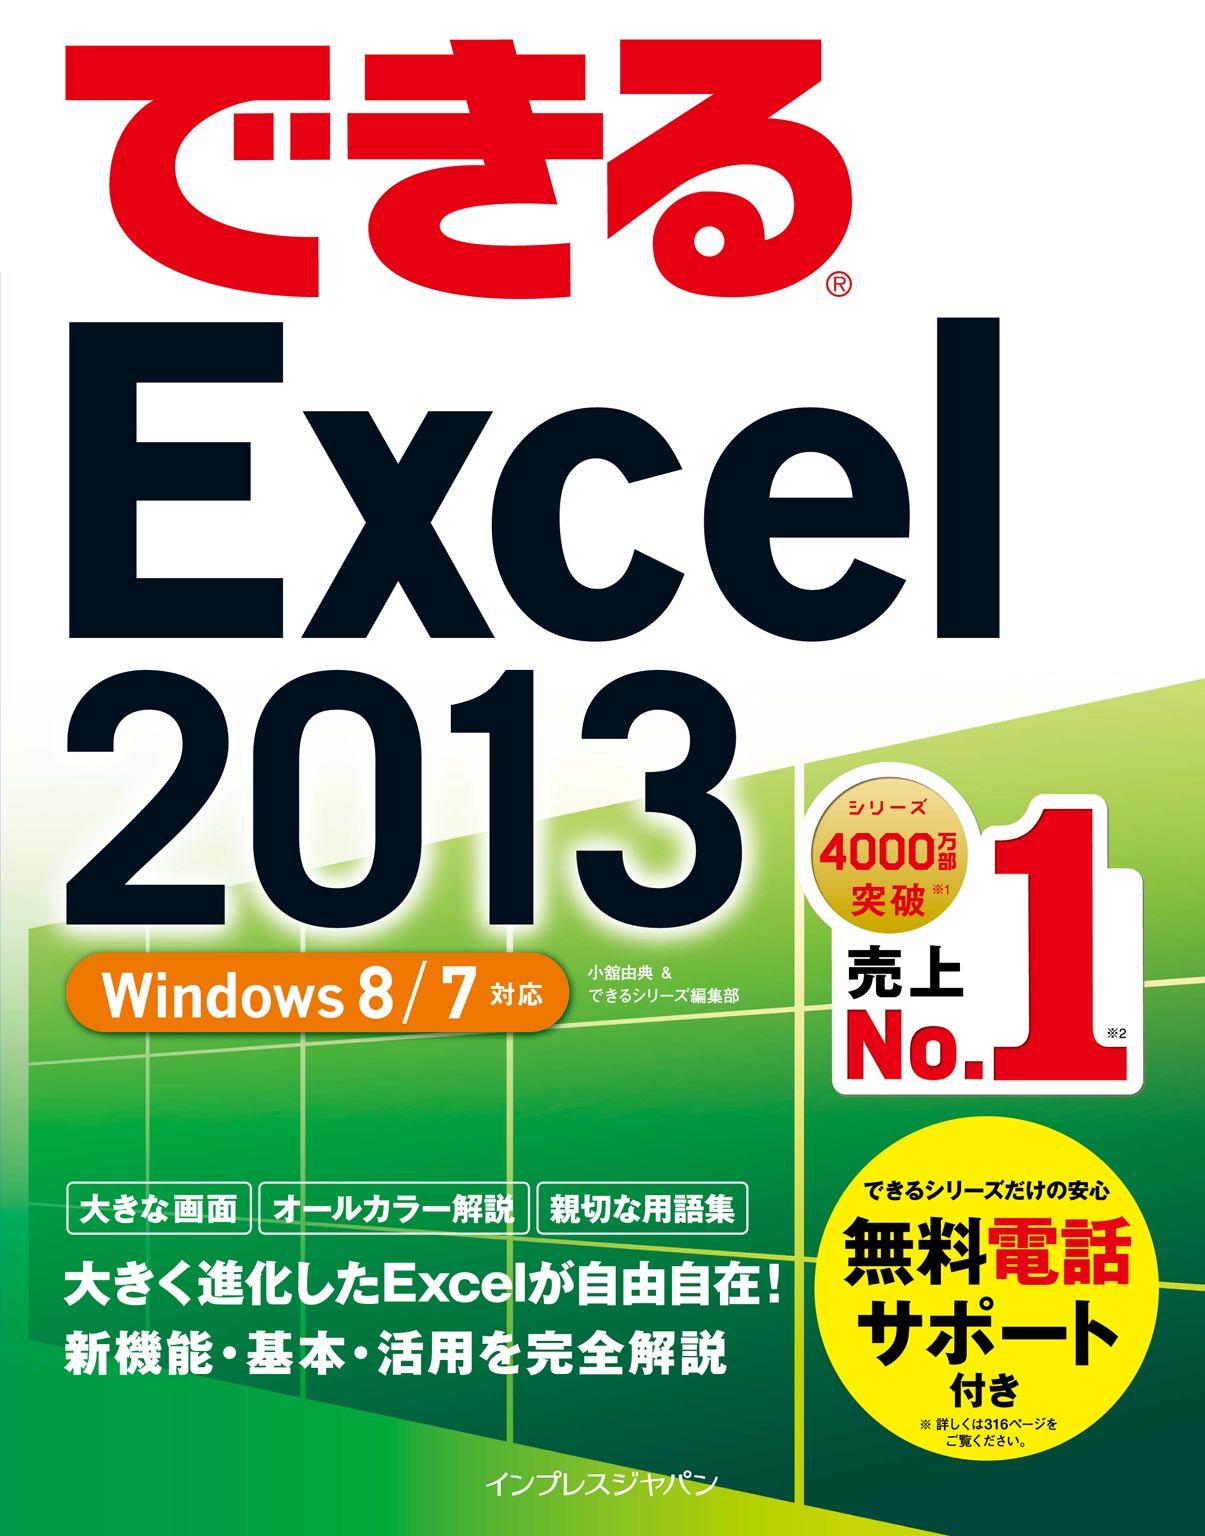 できる®
Excel
2013
Windows 8/7 対応
小舘由典 &
できるシリーズ編集部
シリーズ
4000万部
突破※1
売上
No.1※2
大きな画面 オールカラー解説 親切な用語集
大きく進化したExcelが自由自在!
新機能・基本・活用を完全解説
できるシリーズだけの安心
無料電話
サポート
付き
※ 詳しくは316ページを
ご覧ください。
インプレスジャパン